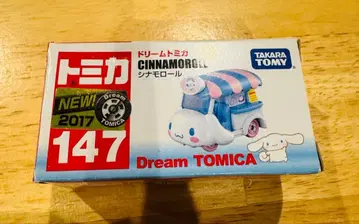 トミカ
NEW!
2017
Dream
TOMICA
147
ドリームトミカ
CINNAMOROLL
シナモロール
TAKARA
TOMY
Dream TOMICA